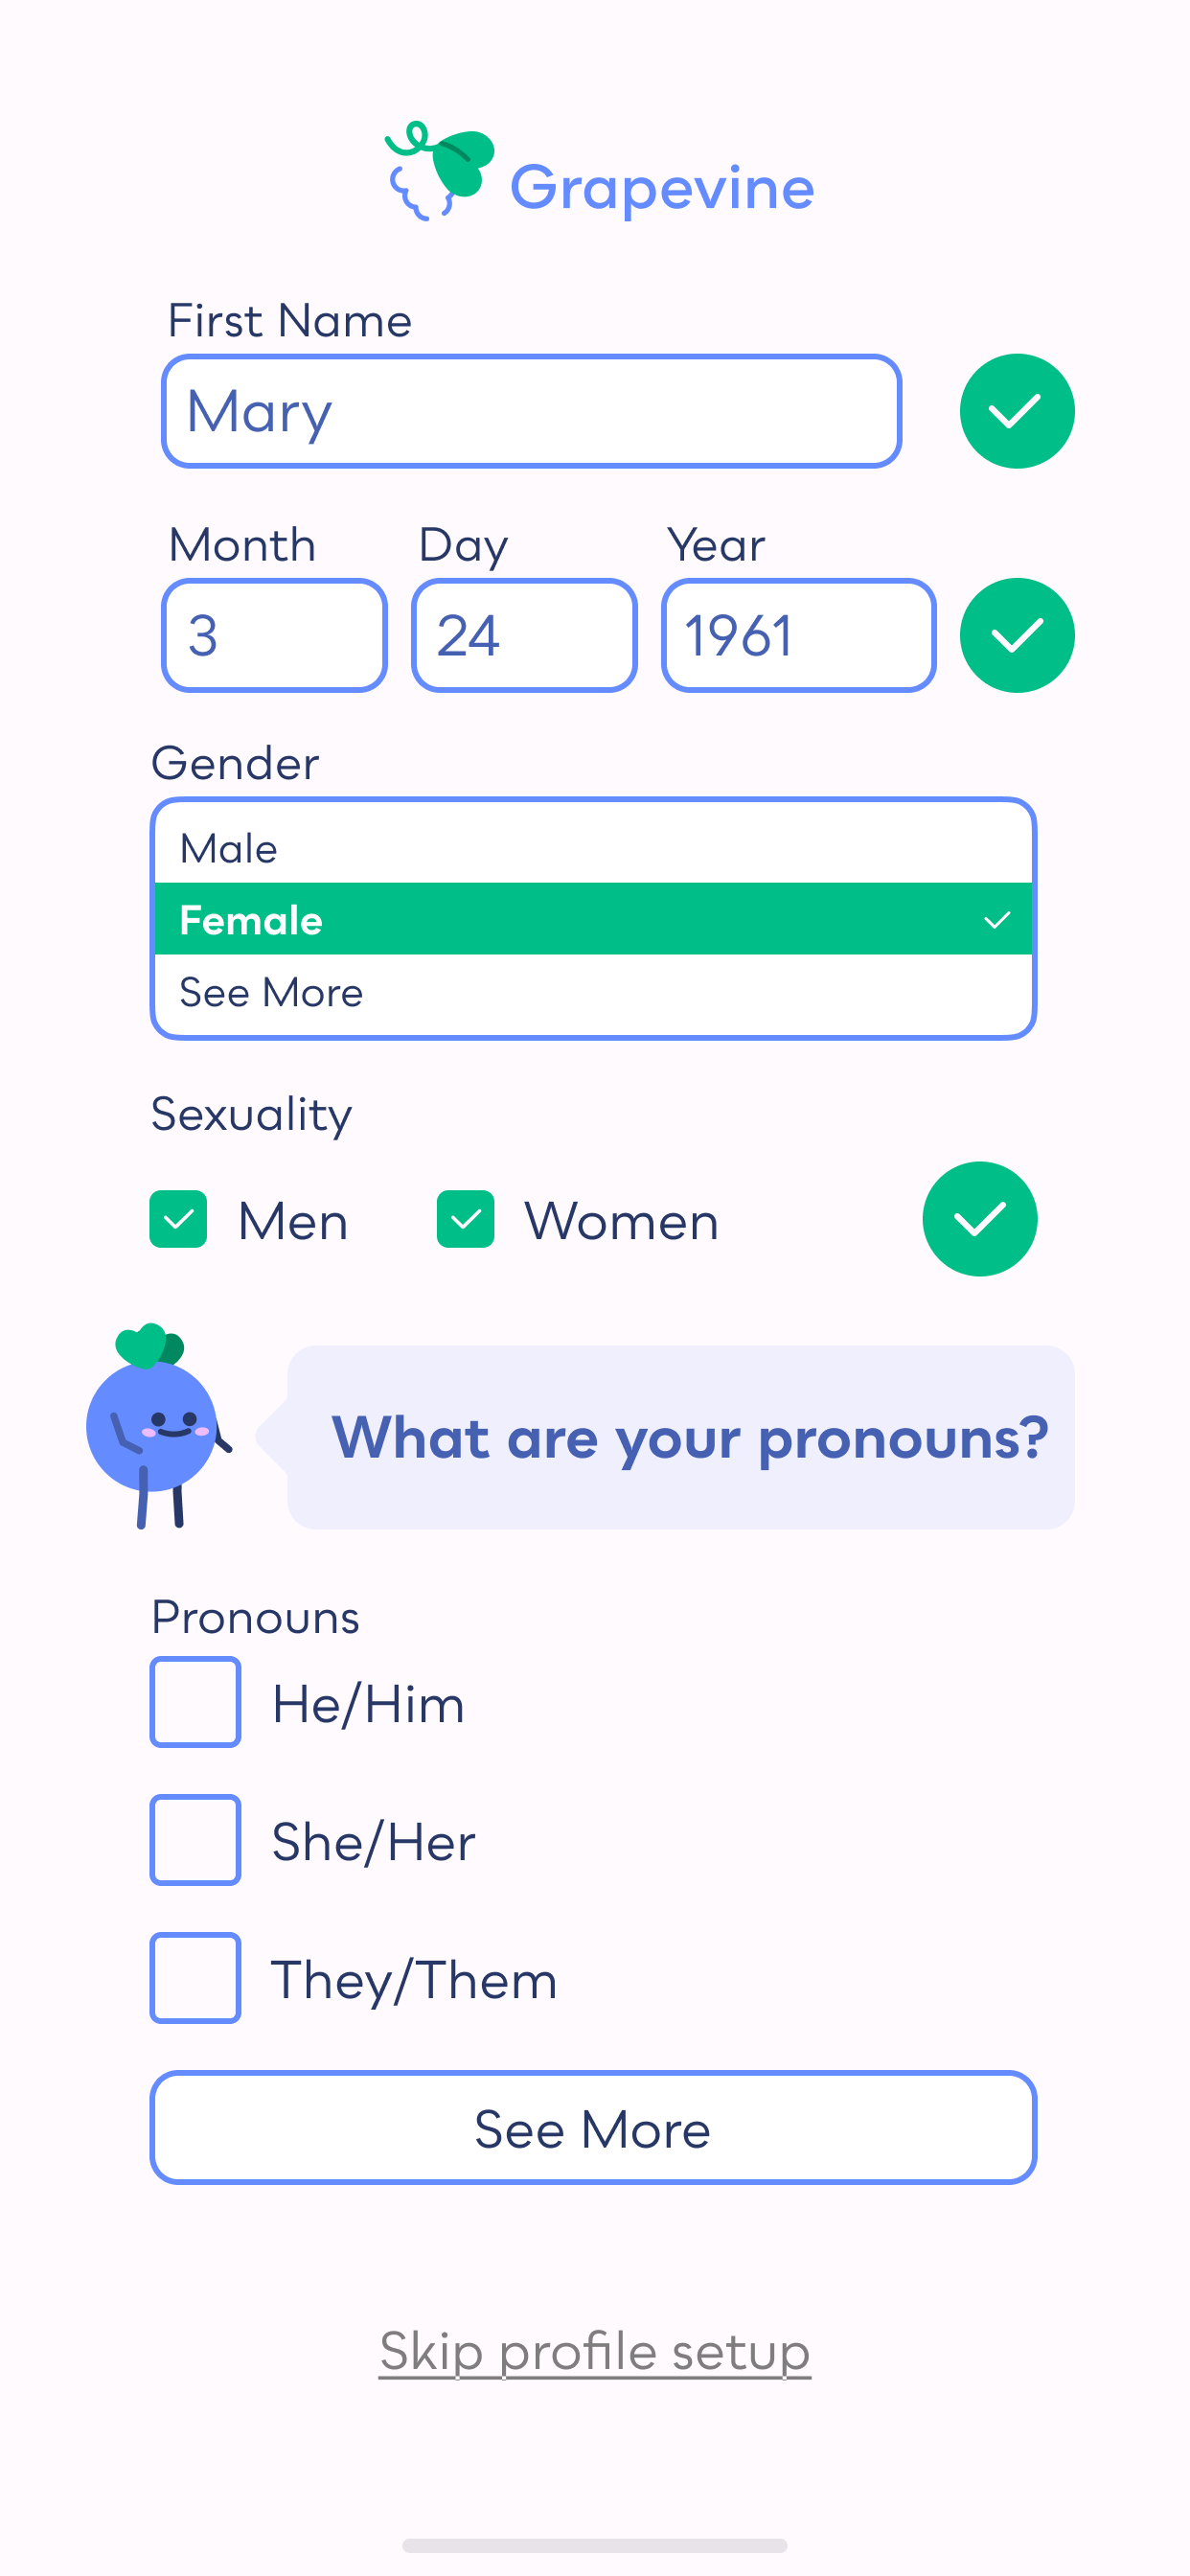 Grapevine
First Name
Mary
Month Day Year
3 24 1961
Gender
Male
Female
See More
Sexuality
Men Women
What are your pronouns?
Pronouns
He/Him
She/Her
They/Them
See More
Skip profile setup